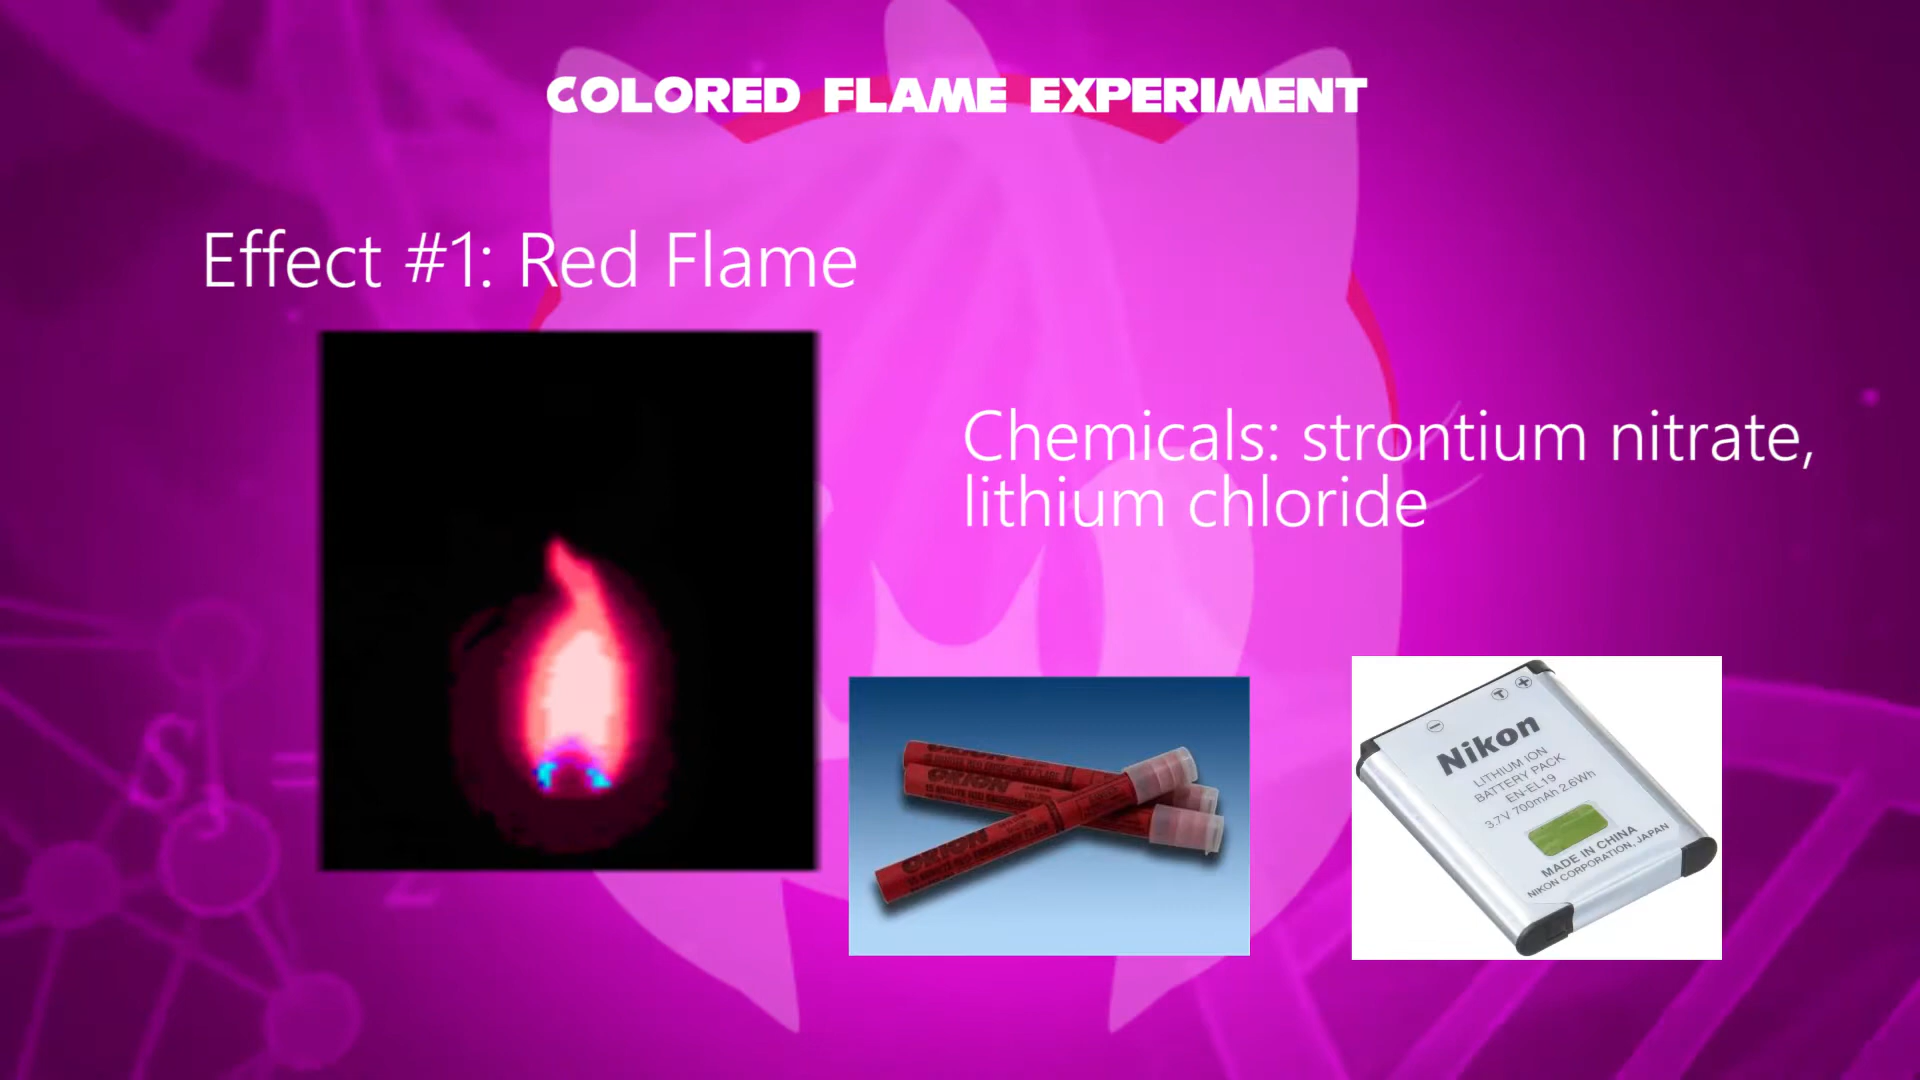 COLORED FLAME EXPERIMENT
Effect #1: Red Flame
Chemicals: strontium nitrate,
lithium chloride
ORION
ORION
Nikon
LITHIUM ION
BATTERY PACK
EN-EL19
3.7V 700mAh 2.6Wh
MADE IN CHINA
NIKON CORPORATION, JAPAN